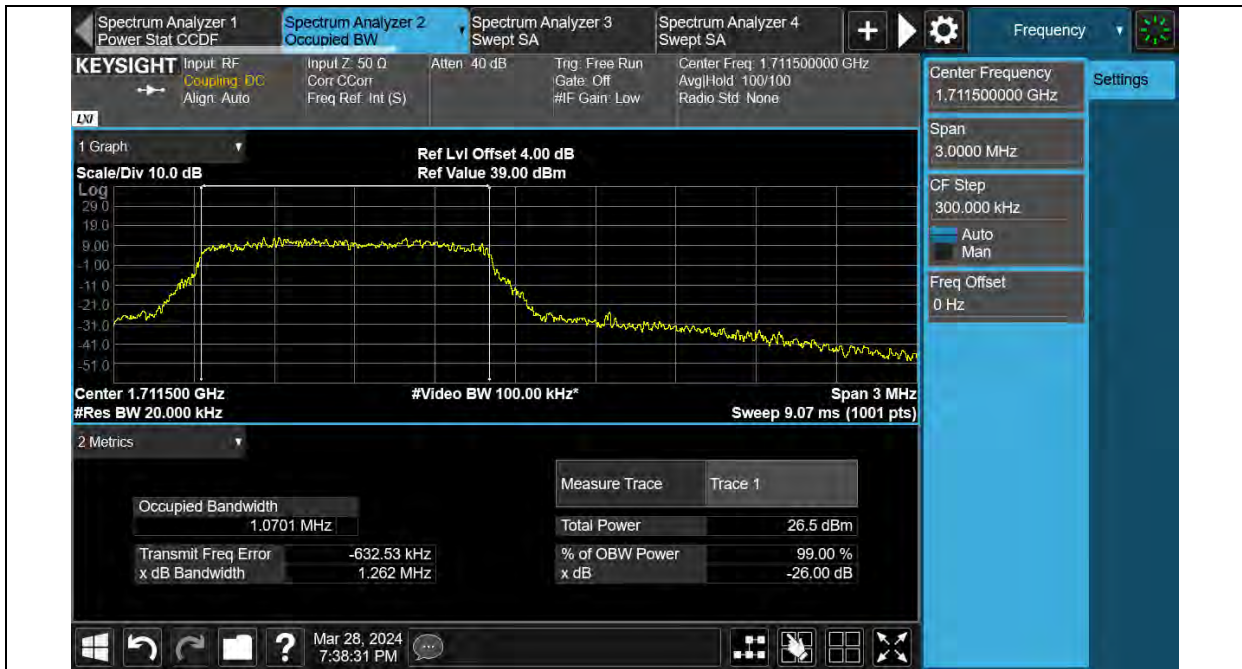 Spectrum Analyzer 1
Power Stat CCDF
Spectrum Analyzer 2
Occupied BW
Spectrum Analyzer 3
Swept SA
Spectrum Analyzer 4
Swept SA
+
Frequency
KEYSIGHT
Input: RF
Coupling: DC
Align: Auto
Input Z: 50 Ω
Corr CCorr
Freq Ref: Int (S)
Atten: 40 dB
Trig: Free Run
Gate: Off
#IF Gain: Low
Center Freq: 1.711500000 GHz
Avg|Hold: 100/100
Radio Std: None
LXI
Center Frequency
1.711500000 GHz
Settings
Span
3.0000 MHz
CF Step
300.000 kHz
Auto
Man
Freq Offset
0 Hz
1 Graph
Scale/Div 10.0 dB
Ref Lvl Offset 4.00 dB
Ref Value 39.00 dBm
Log
29.0
19.0
9.00
-1.00
-11.0
-21.0
-31.0
-41.0
-51.0
Center 1.711500 GHz
#Video BW 100.00 kHz*
Span 3 MHz
#Res BW 20.000 kHz
Sweep 9.07 ms (1001 pts)
2 Metrics
Measure Trace
Trace 1
Occupied Bandwidth
1.0701 MHz
Total Power
26.5 dBm
Transmit Freq Error
-632.53 kHz
% of OBW Power
99.00 %
x dB Bandwidth
1.262 MHz
x dB
-26.00 dB
?
Mar 28, 2024
7:38:31 PM